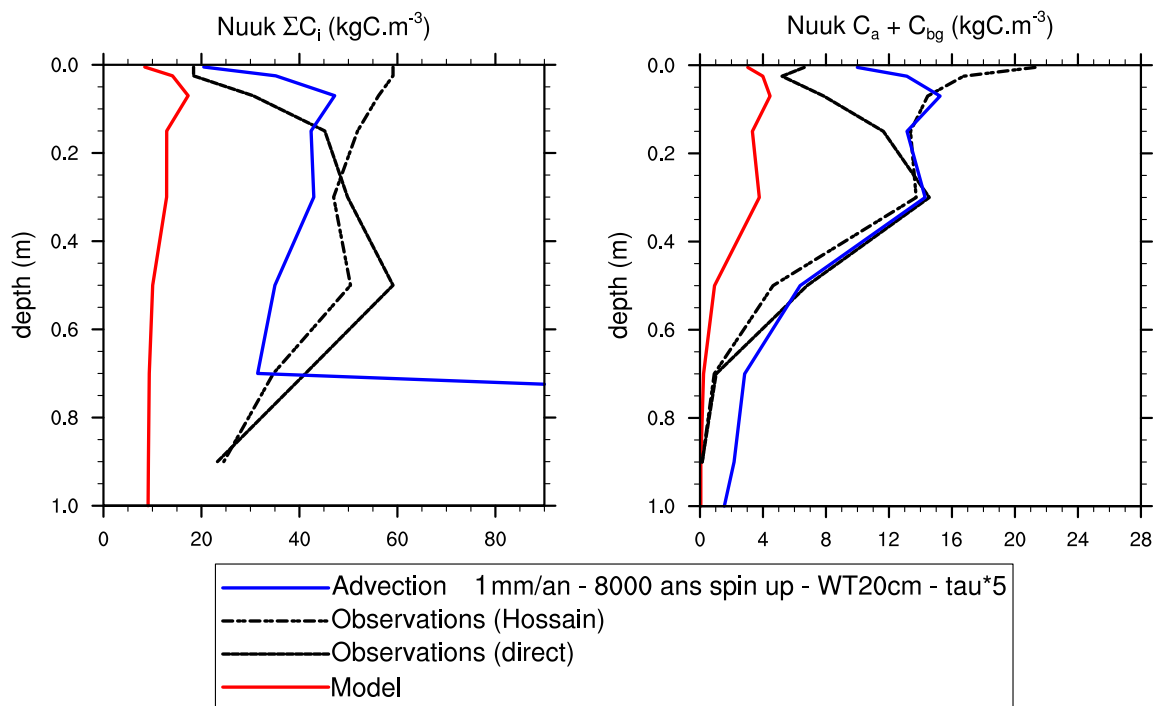 Nuuk ΣCᵢ (kgC.m⁻³)
Nuuk Cₐ + C_bg (kgC.m⁻³)
depth (m)
0.0
0.2
0.4
0.6
0.8
1.0
0 20 40 60 80
depth (m)
0.0
0.2
0.4
0.6
0.8
1.0
0 4 8 12 16 20 24 28
Advection 1mm/an - 8000 ans spin up - WT20cm - tau*5
Observations (Hossain)
Observations (direct)
Model